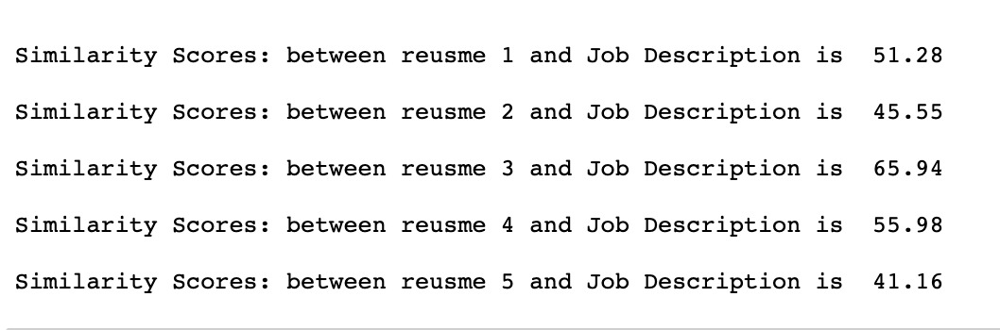 Similarity Scores: between reusme 1 and Job Description is  51.28
Similarity Scores: between reusme 2 and Job Description is  45.55
Similarity Scores: between reusme 3 and Job Description is  65.94
Similarity Scores: between reusme 4 and Job Description is  55.98
Similarity Scores: between reusme 5 and Job Description is  41.16